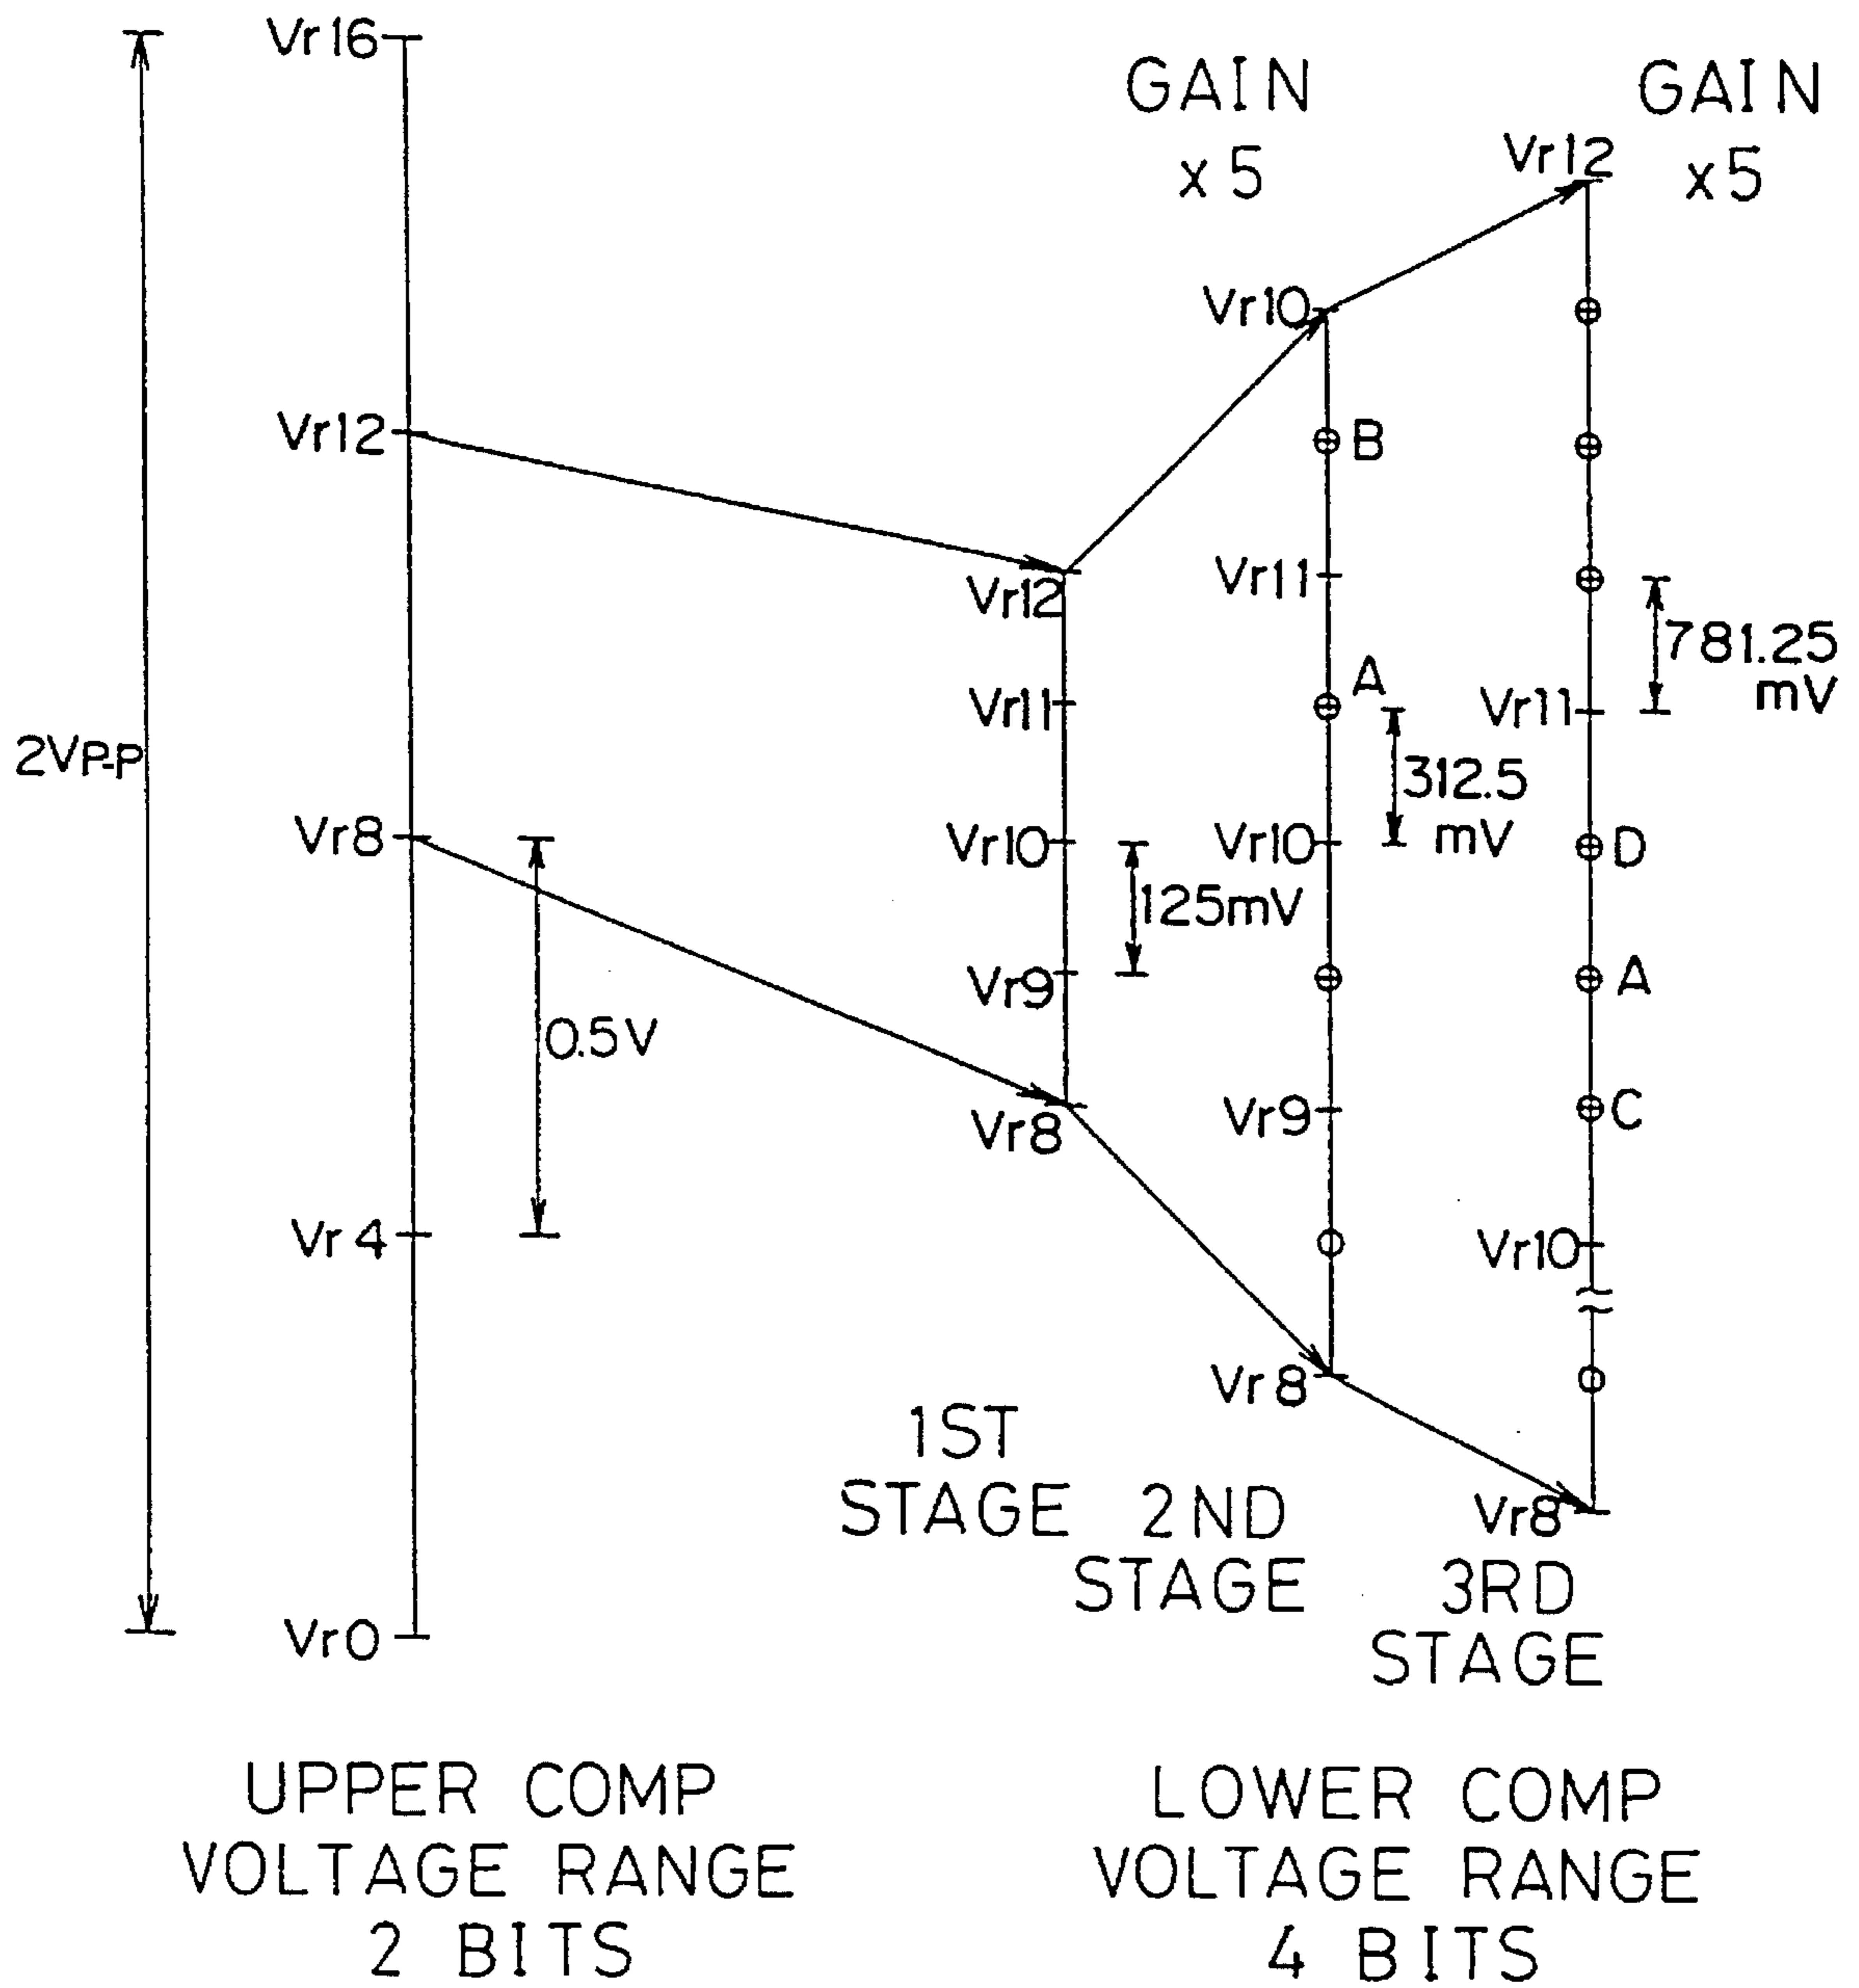 Vr16
GAIN
x5
GAIN
x5
Vr12
Vr10
Vr12
B
Vr12
Vr11
A
781.25
mV
Vr11
Vr11
2VP-P
312.5
mV
Vr8
Vr10
Vr10
D
125mV
Vr9
A
0.5V
Vr9
C
Vr8
Vr4
Vr10
Vr8
1ST
STAGE
2ND
STAGE
Vr8
3RD
STAGE
Vr0
UPPER COMP
VOLTAGE RANGE
2 BITS
LOWER COMP
VOLTAGE RANGE
4 BITS